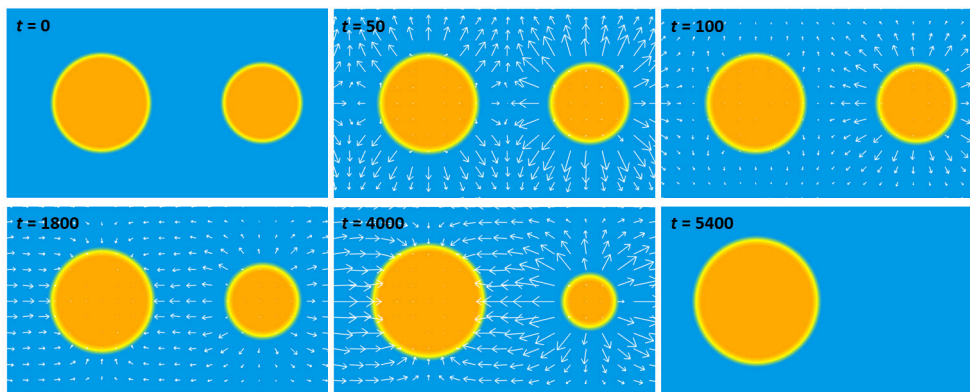 t = 0
t = 50
t = 100
t = 1800
t = 4000
t = 5400